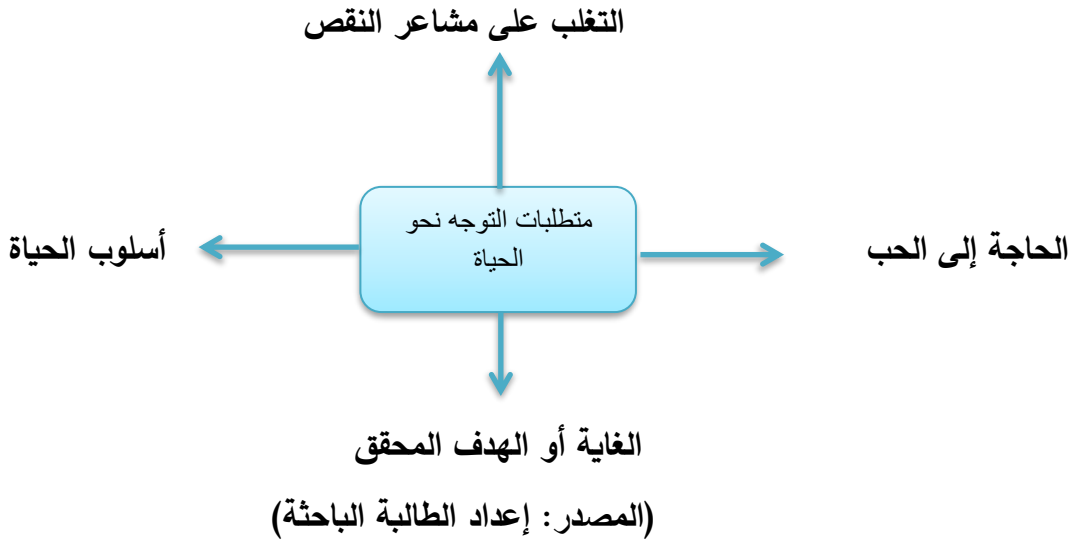 التغلب على مشاعر النقص
متطلبات التوجه نحو
الحياة
الحاجة إلى الحب
أسلوب الحياة
الغاية أو الهدف المحقق
(المصدر: إعداد الطالبة الباحثة)